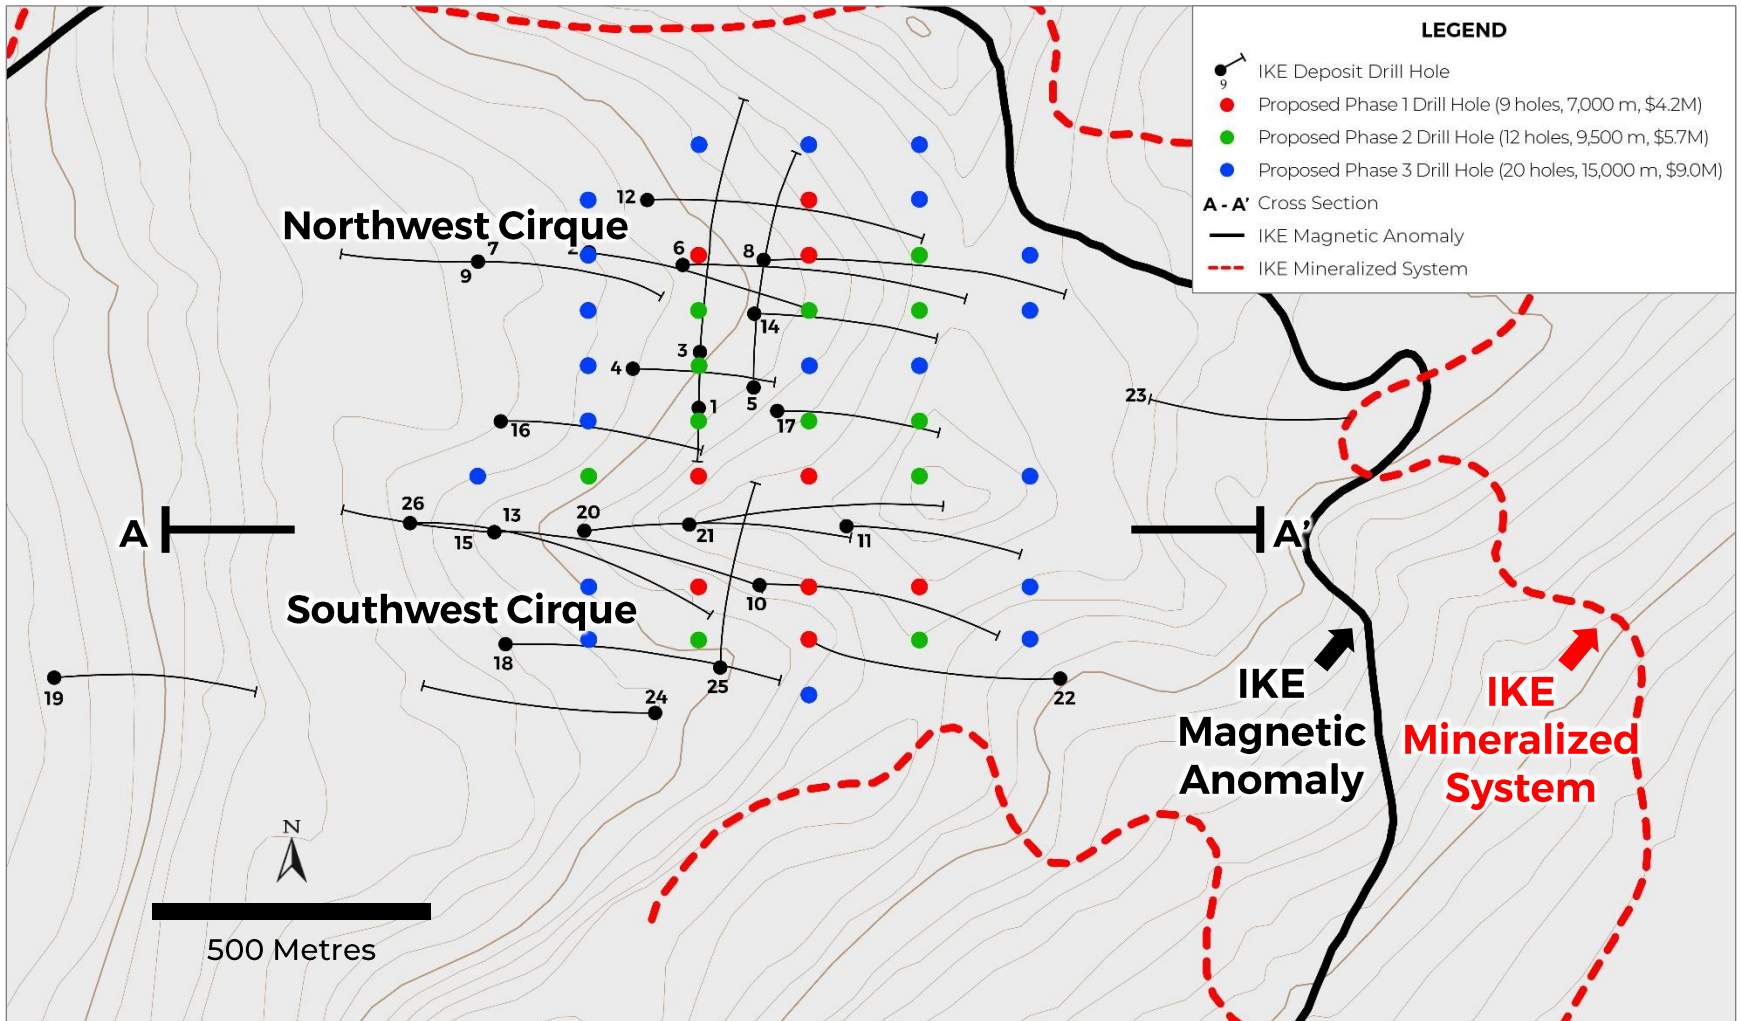 LEGEND
9
IKE Deposit Drill Hole
Proposed Phase 1 Drill Hole (9 holes, 7,000 m, $4.2M)
Proposed Phase 2 Drill Hole (12 holes, 9,500 m, $5.7M)
Proposed Phase 3 Drill Hole (20 holes, 15,000 m, $9.0M)
A - A' Cross Section
IKE Magnetic Anomaly
IKE Mineralized System
12
Northwest Cirque
7
2
6
8
9
14
3
4
5
1
17
16
23
26
13
20
15
21
11
A
A'
10
Southwest Cirque
18
25
19
24
22
IKE
Magnetic
Anomaly
IKE
Mineralized
System
N
500 Metres